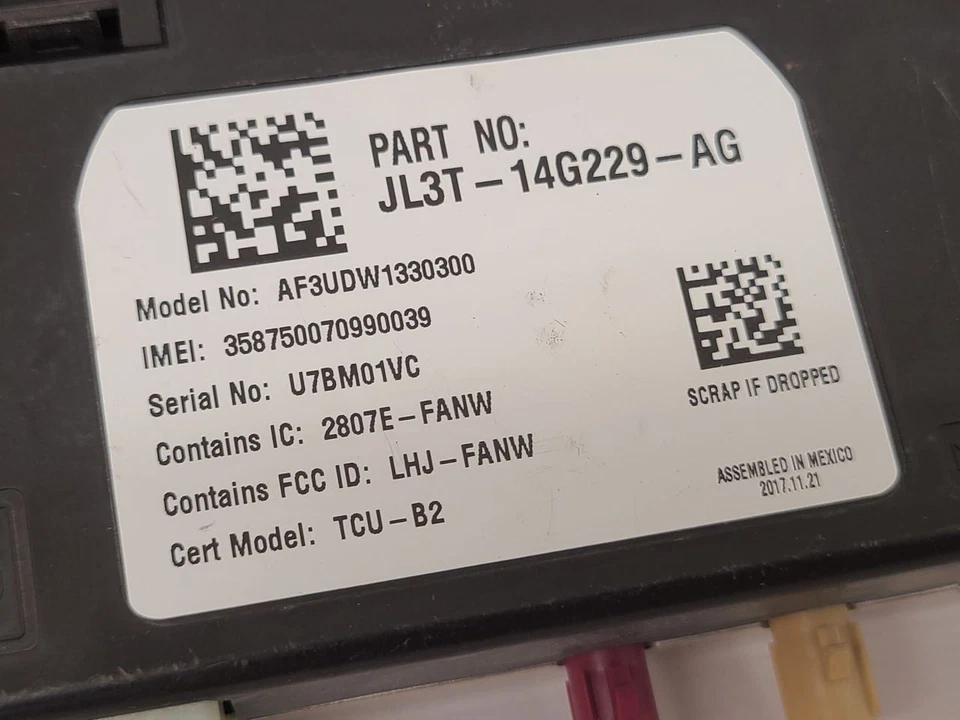 PART NO:
JL3T-14G229-AG
Model No: AF3UDW1330300
IMEI: 358750070990039
Serial No: U7BM01VC
Contains IC: 2807E-FANW
Contains FCC ID: LHJ-FANW
Cert Model: TCU-B2
SCRAP IF DROPPED
ASSEMBLED IN MEXICO
2017.11.21